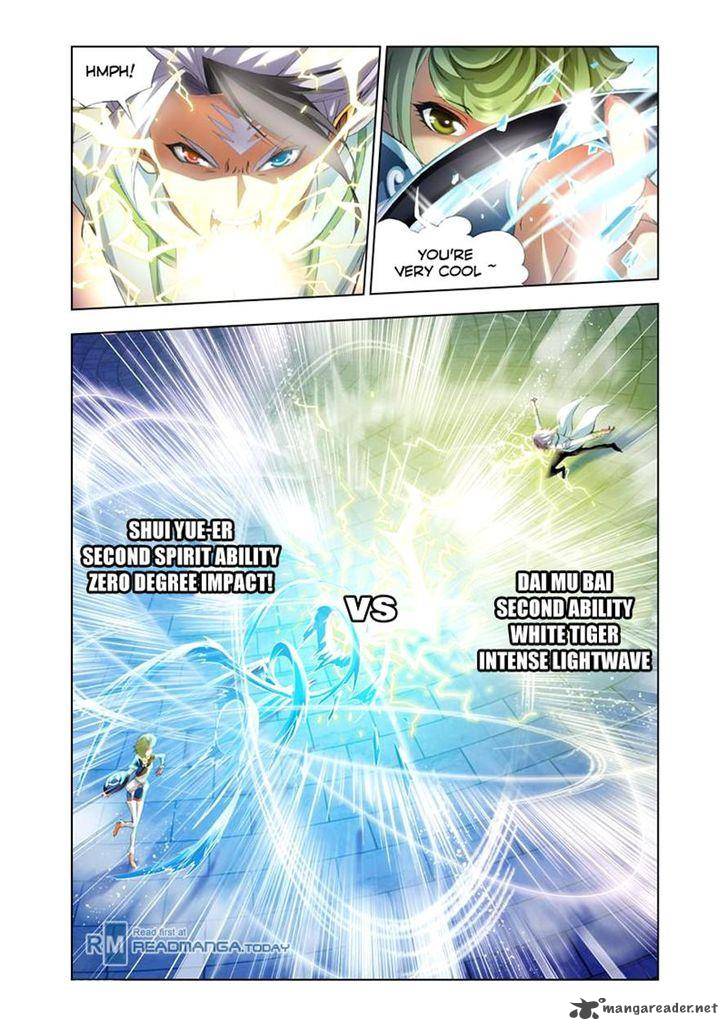 HMPH!
YOU'RE
VERY COOL ~
SHUI YUE-ER
SECOND SPIRIT ABILITY
ZERO DEGREE IMPACT!
VS
DAI MU BAI
SECOND ABILITY
WHITE TIGER
INTENSE LIGHTWAVE
RM
Read first at
READMANGA.TODAY
mangareader.net